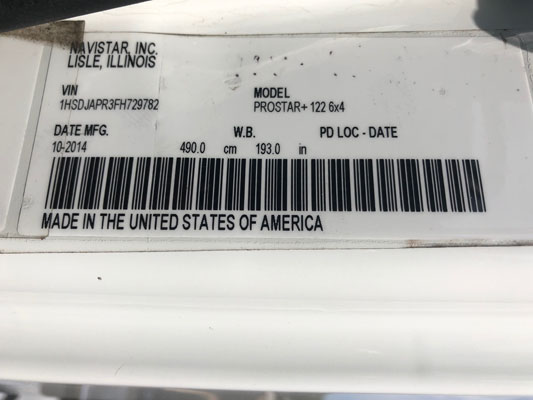 NAVISTAR, INC.
LISLE, ILLINOIS
VIN MODEL
1HSDJAPR3FH729782 PROSTAR+ 122 6x4
DATE MFG. W.B. PD LOC - DATE
10-2014 490.0 cm 193.0 in
MADE IN THE UNITED STATES OF AMERICA